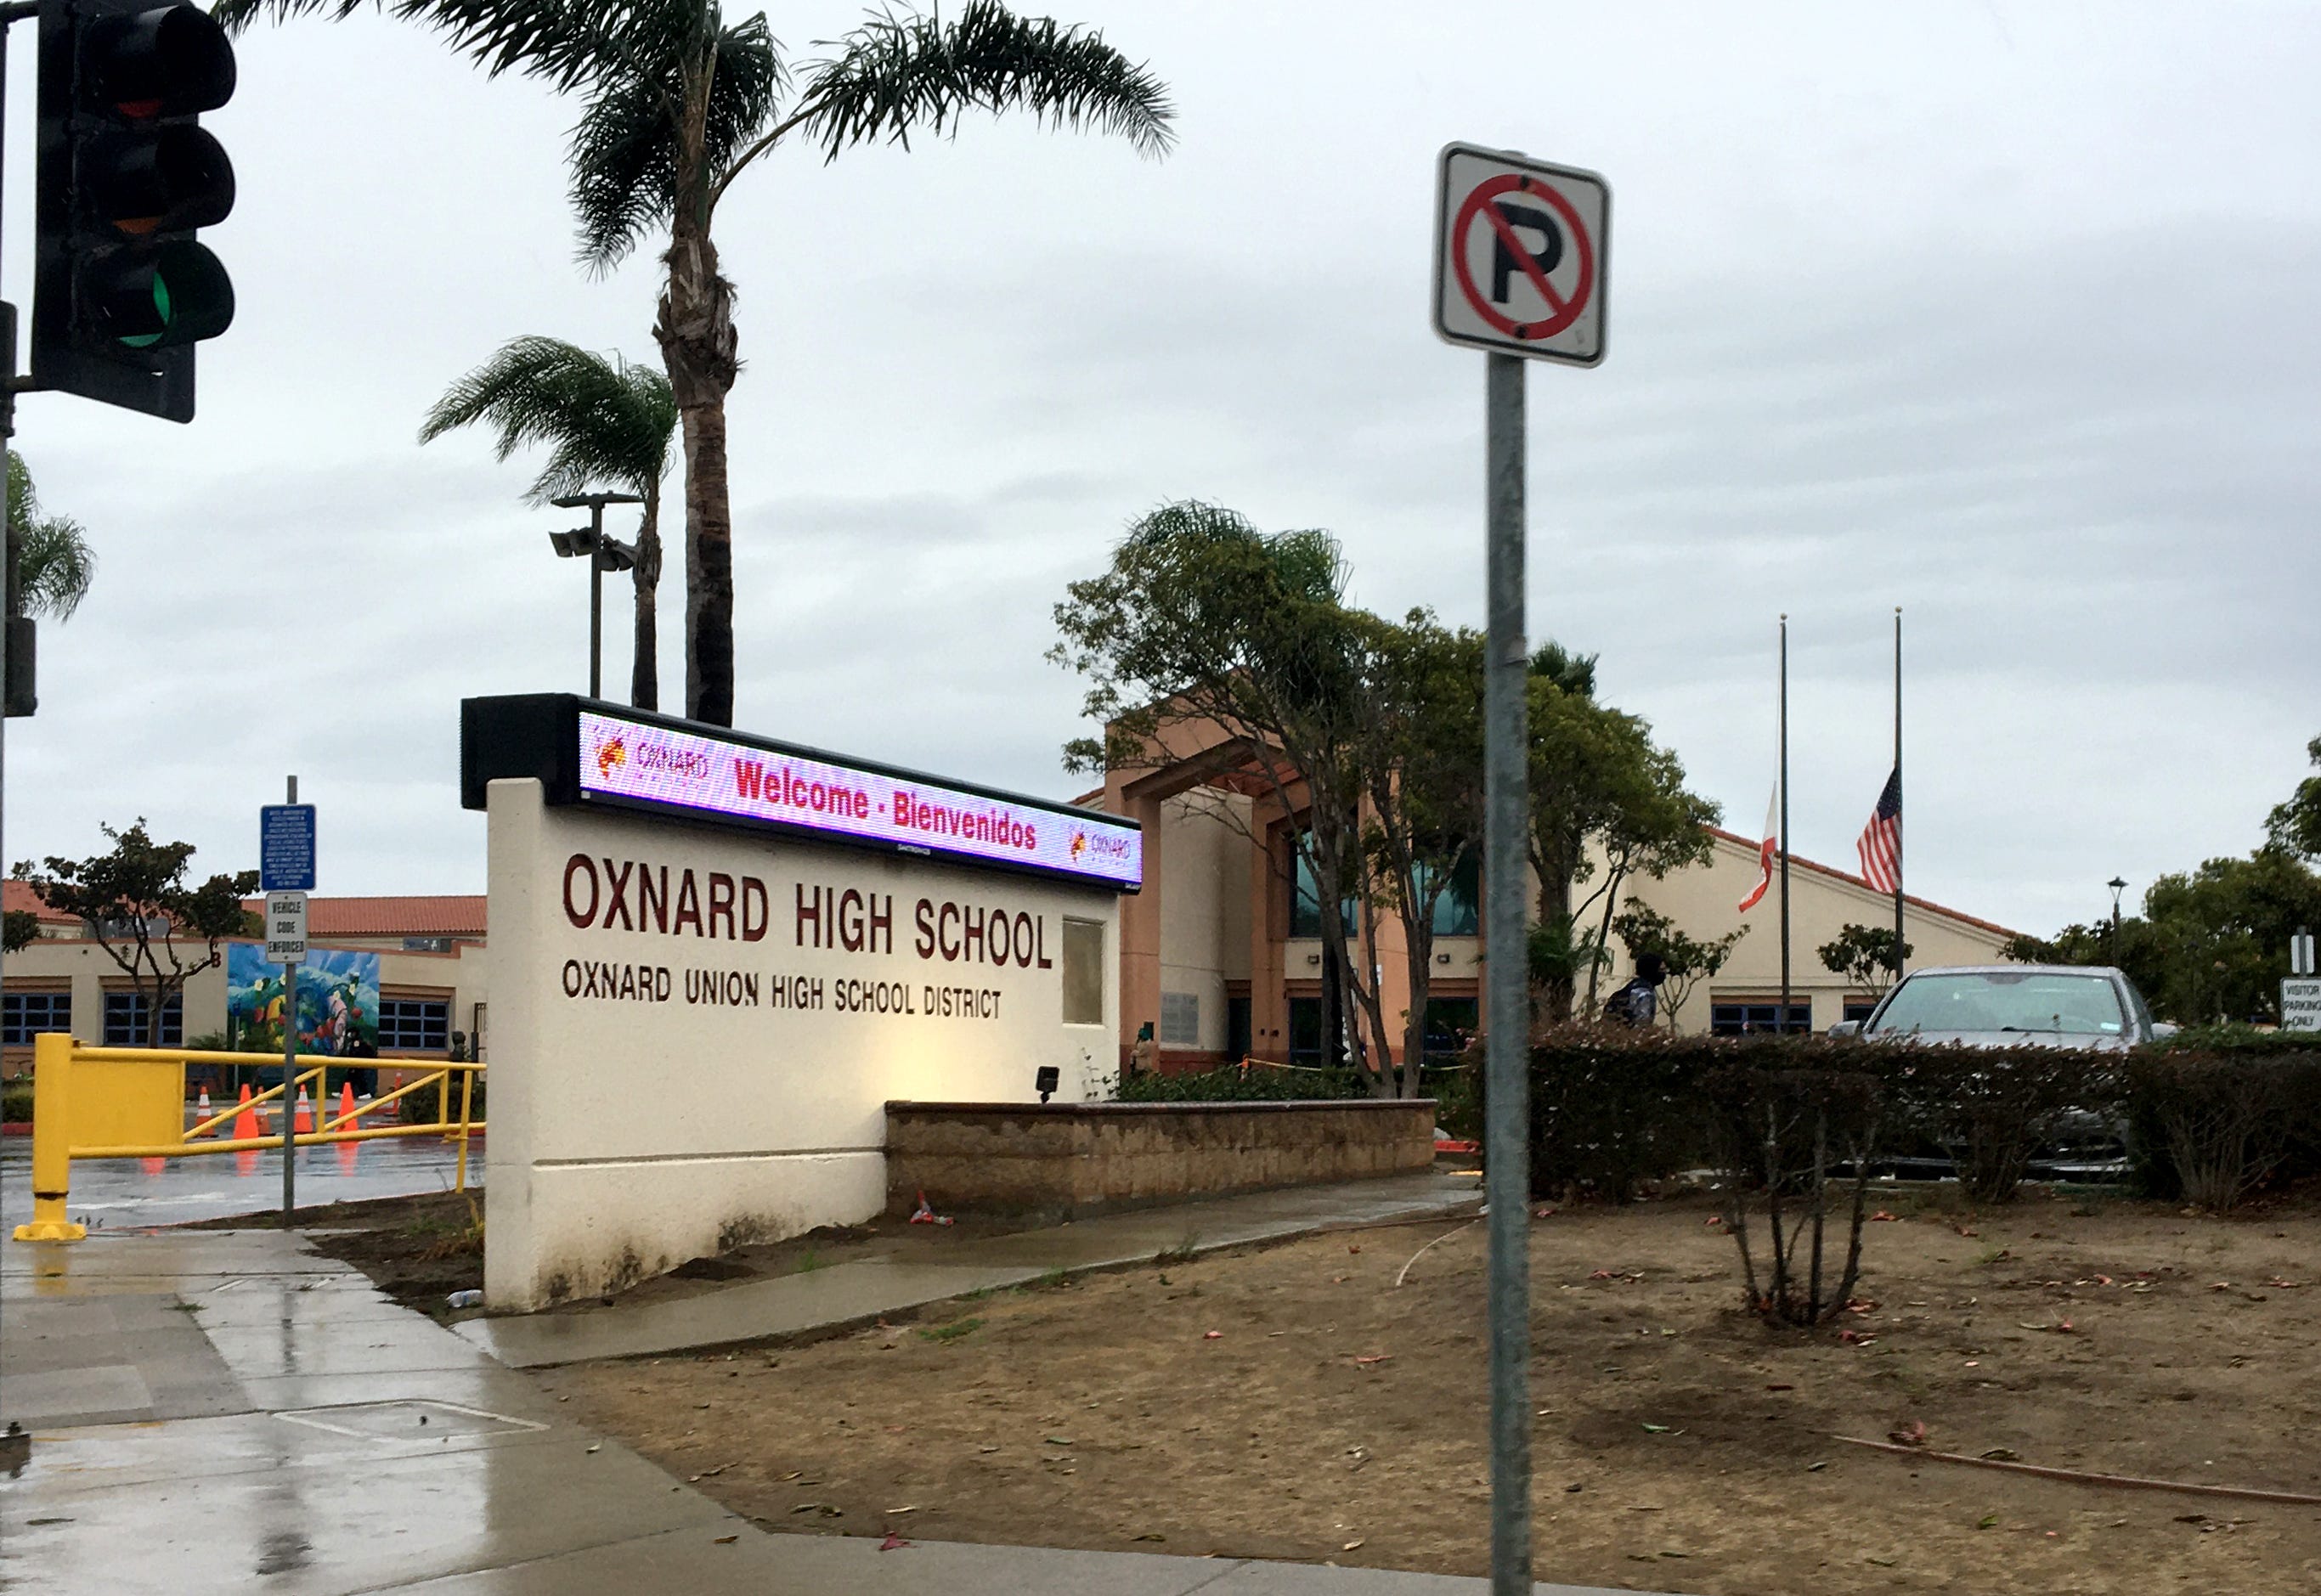 OXNARD
Welcome - Bienvenidos
OXNARD
OXNARD HIGH SCHOOL
OXNARD UNION HIGH SCHOOL DISTRICT
VEHICLE
CODE
ENFORCED
P
VISITOR
PARKING
ONLY
B